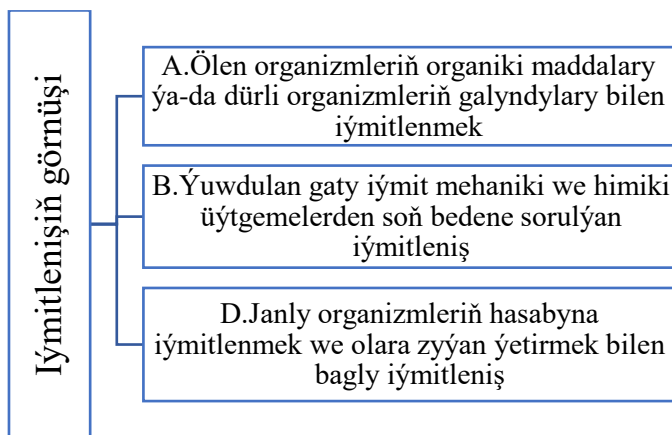 Iýmitlenişiň görnüşi
A.Ölen organizmleriň organiki maddalary
ýa-da dürli organizmleriň galyndylary bilen
iýmitlenmek
B.Ýuwdulan gaty iýmit mehaniki we himiki
üýtgemelerden soň bedene sorulýan
iýmitleniş
D.Janly organizmleriň hasabyna
iýmitlenmek we olara zyýan ýetirmek bilen
bagly iýmitleniş